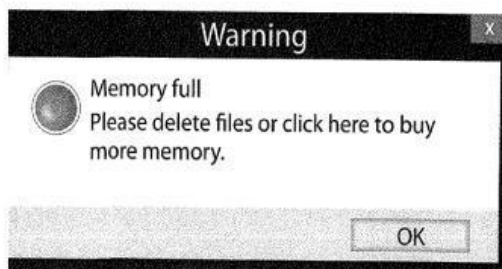 Warning
x
Memory full
Please delete files or click here to buy
more memory.
OK